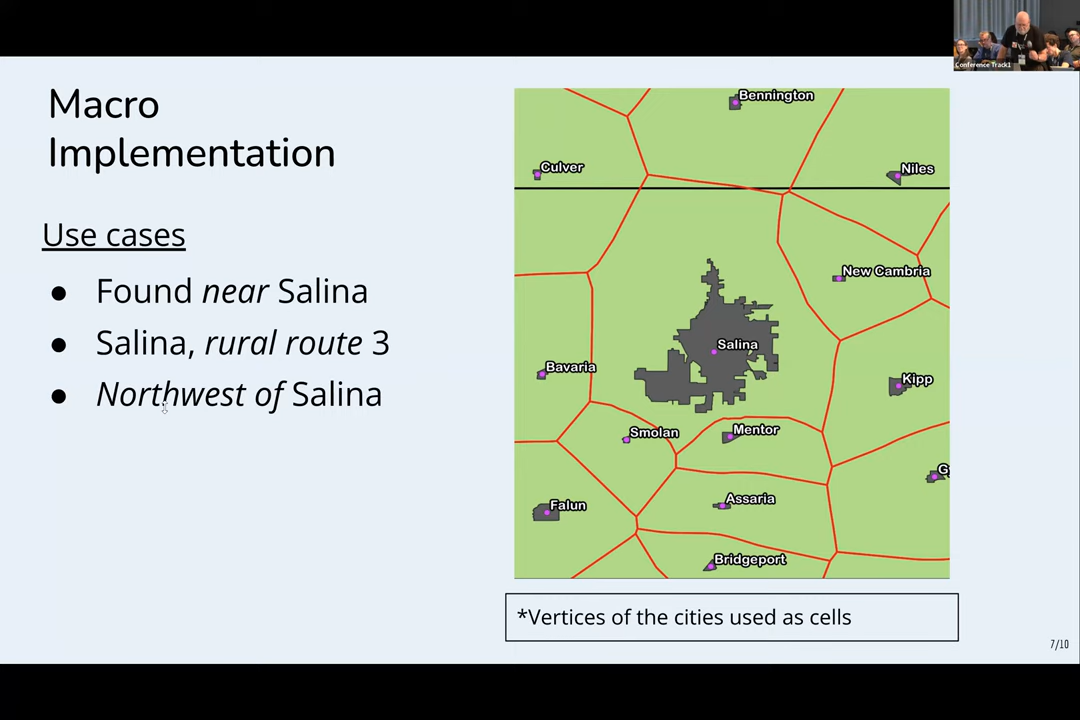 Conference Track1
Macro
Implementation
Use cases
● Found near Salina
● Salina, rural route 3
● Northwest of Salina
Bennington
Culver
Niles
New Cambria
Salina
Bavaria
Kipp
Smolan
Mentor
G
Assaria
Falun
Bridgeport
*Vertices of the cities used as cells
7/10